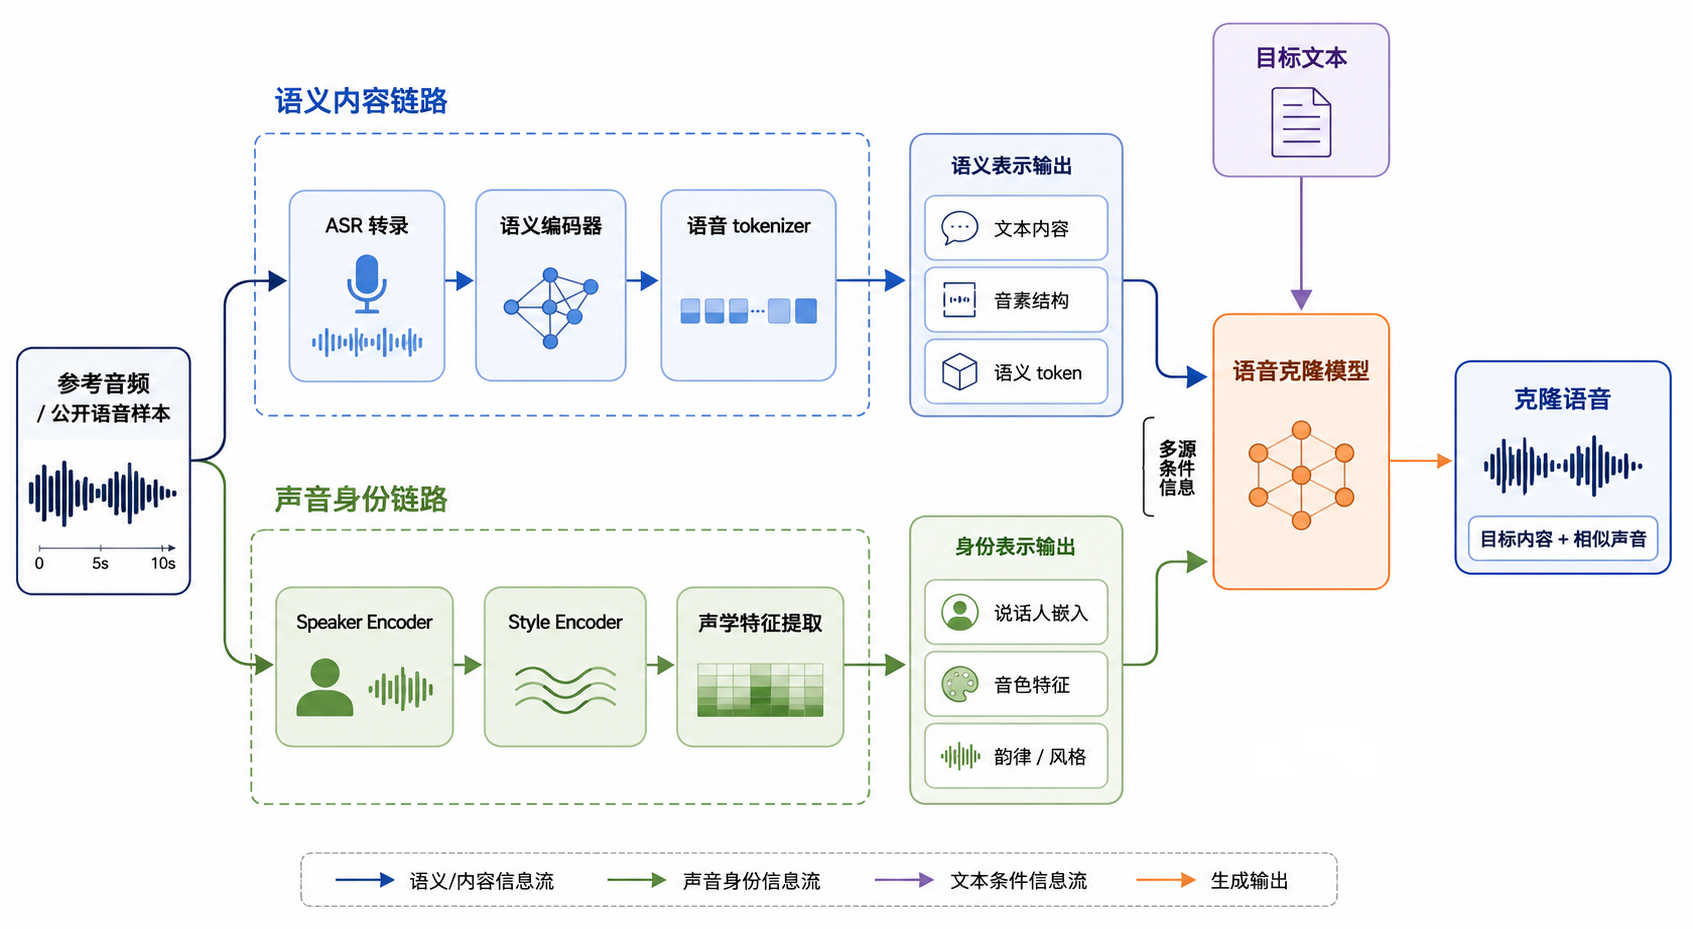 目标文本
语义内容链路
语义表示输出
ASR 转录
语义编码器
语音 tokenizer
文本内容
音素结构
语义 token
参考音频
/ 公开语音样本
0 5s 10s
语音克隆模型
克隆语音
目标内容 + 相似声音
多源
条件
信息
声音身份链路
身份表示输出
Speaker Encoder
Style Encoder
声学特征提取
说话人嵌入
音色特征
韵律 / 风格
语义/内容信息流
声音身份信息流
文本条件信息流
生成输出